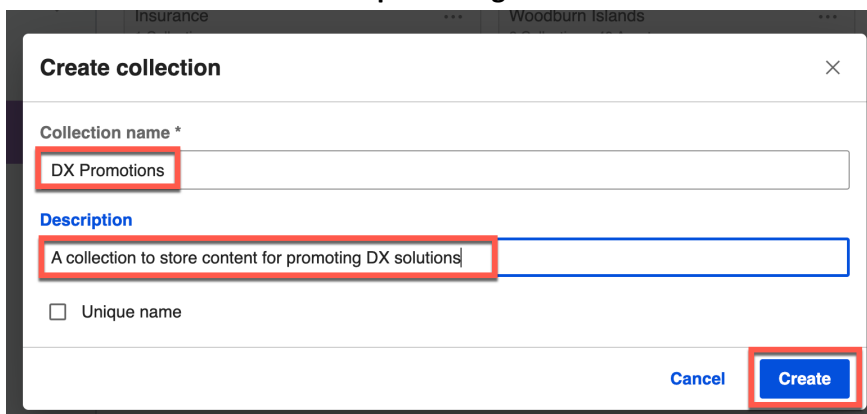 Insurance
Woodburn Islands
Create collection
Collection name *
DX Promotions
Description
A collection to store content for promoting DX solutions
Unique name
Cancel
Create